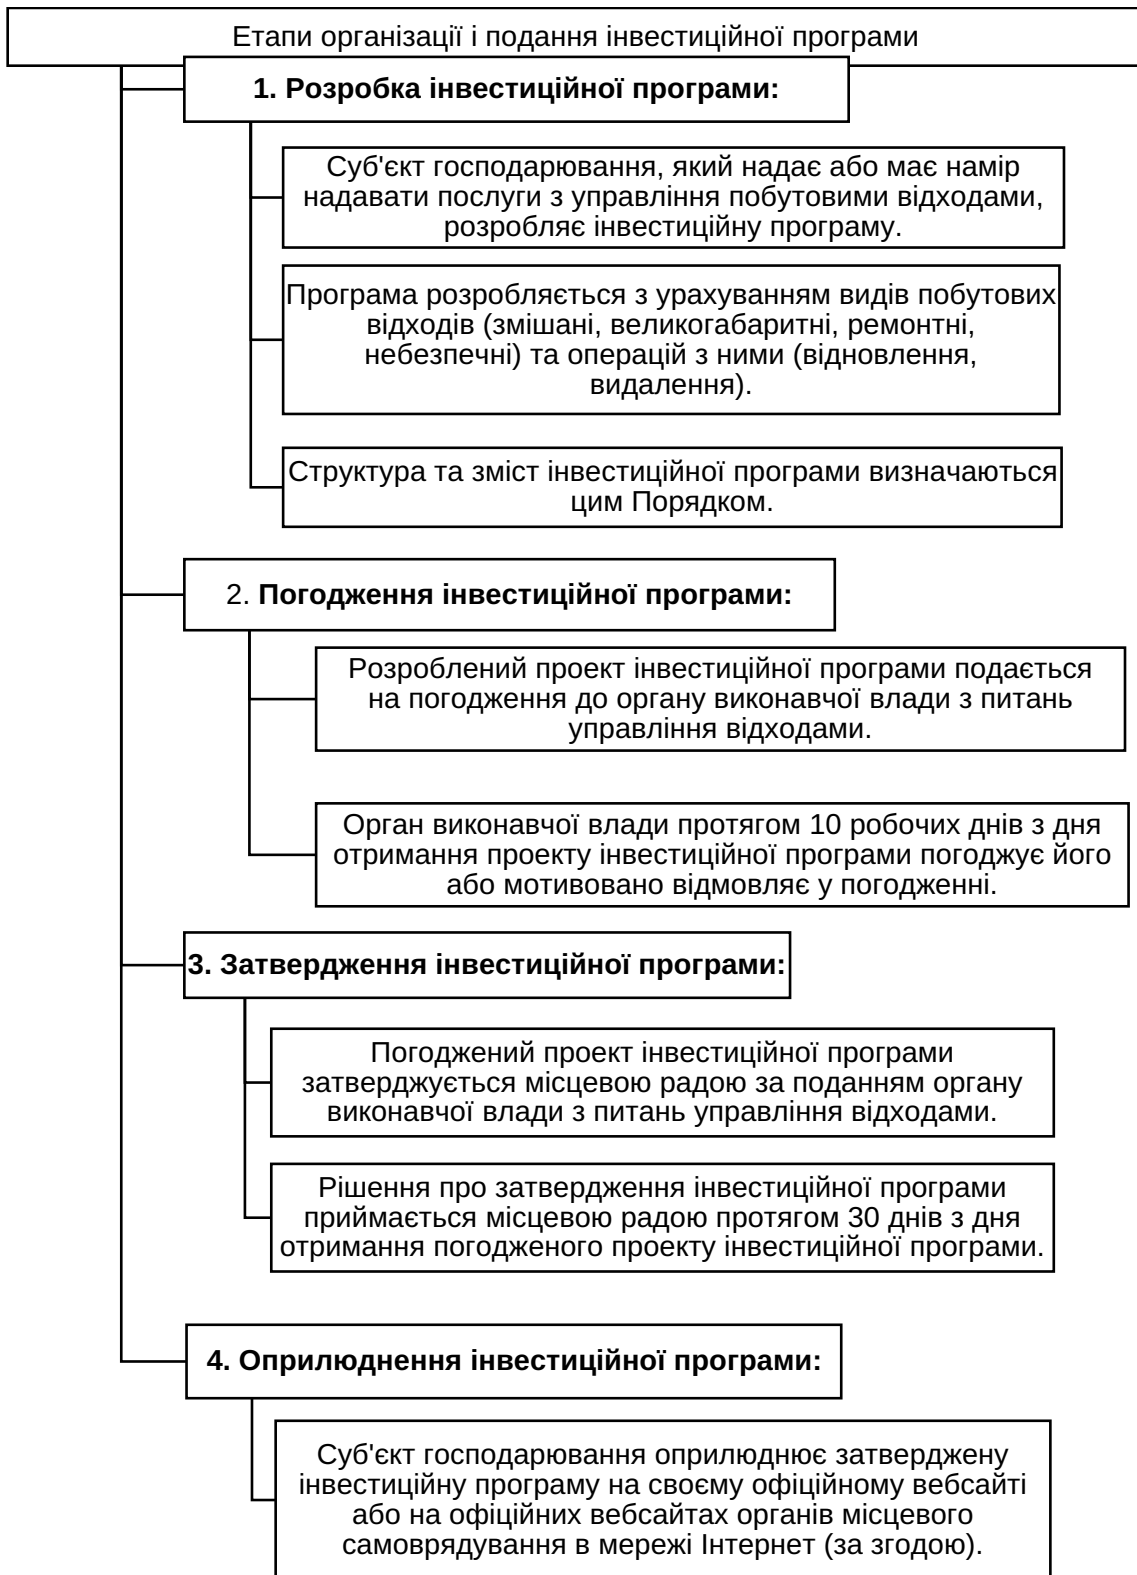 Етапи організації і подання інвестиційної програми
1. Розробка інвестиційної програми:
Суб'єкт господарювання, який надає або має намір
надавати послуги з управління побутовими відходами,
розробляє інвестиційну програму.
Програма розробляється з урахуванням видів побутових
відходів (змішані, великогабаритні, ремонтні,
небезпечні) та операцій з ними (відновлення,
видалення).
Структура та зміст інвестиційної програми визначаються
цим Порядком.
2. Погодження інвестиційної програми:
Розроблений проект інвестиційної програми подається
на погодження до органу виконавчої влади з питань
управління відходами.
Орган виконавчої влади протягом 10 робочих днів з дня
отримання проекту інвестиційної програми погоджує його
або мотивовано відмовляє у погодженні.
3. Затвердження інвестиційної програми:
Погоджений проект інвестиційної програми
затверджується місцевою радою за поданням органу
виконавчої влади з питань управління відходами.
Рішення про затвердження інвестиційної програми
приймається місцевою радою протягом 30 днів з дня
отримання погодженого проекту інвестиційної програми.
4. Оприлюднення інвестиційної програми:
Суб'єкт господарювання оприлюднює затверджену
інвестиційну програму на своєму офіційному вебсайті
або на офіційних вебсайтах органів місцевого
самоврядування в мережі Інтернет (за згодою).